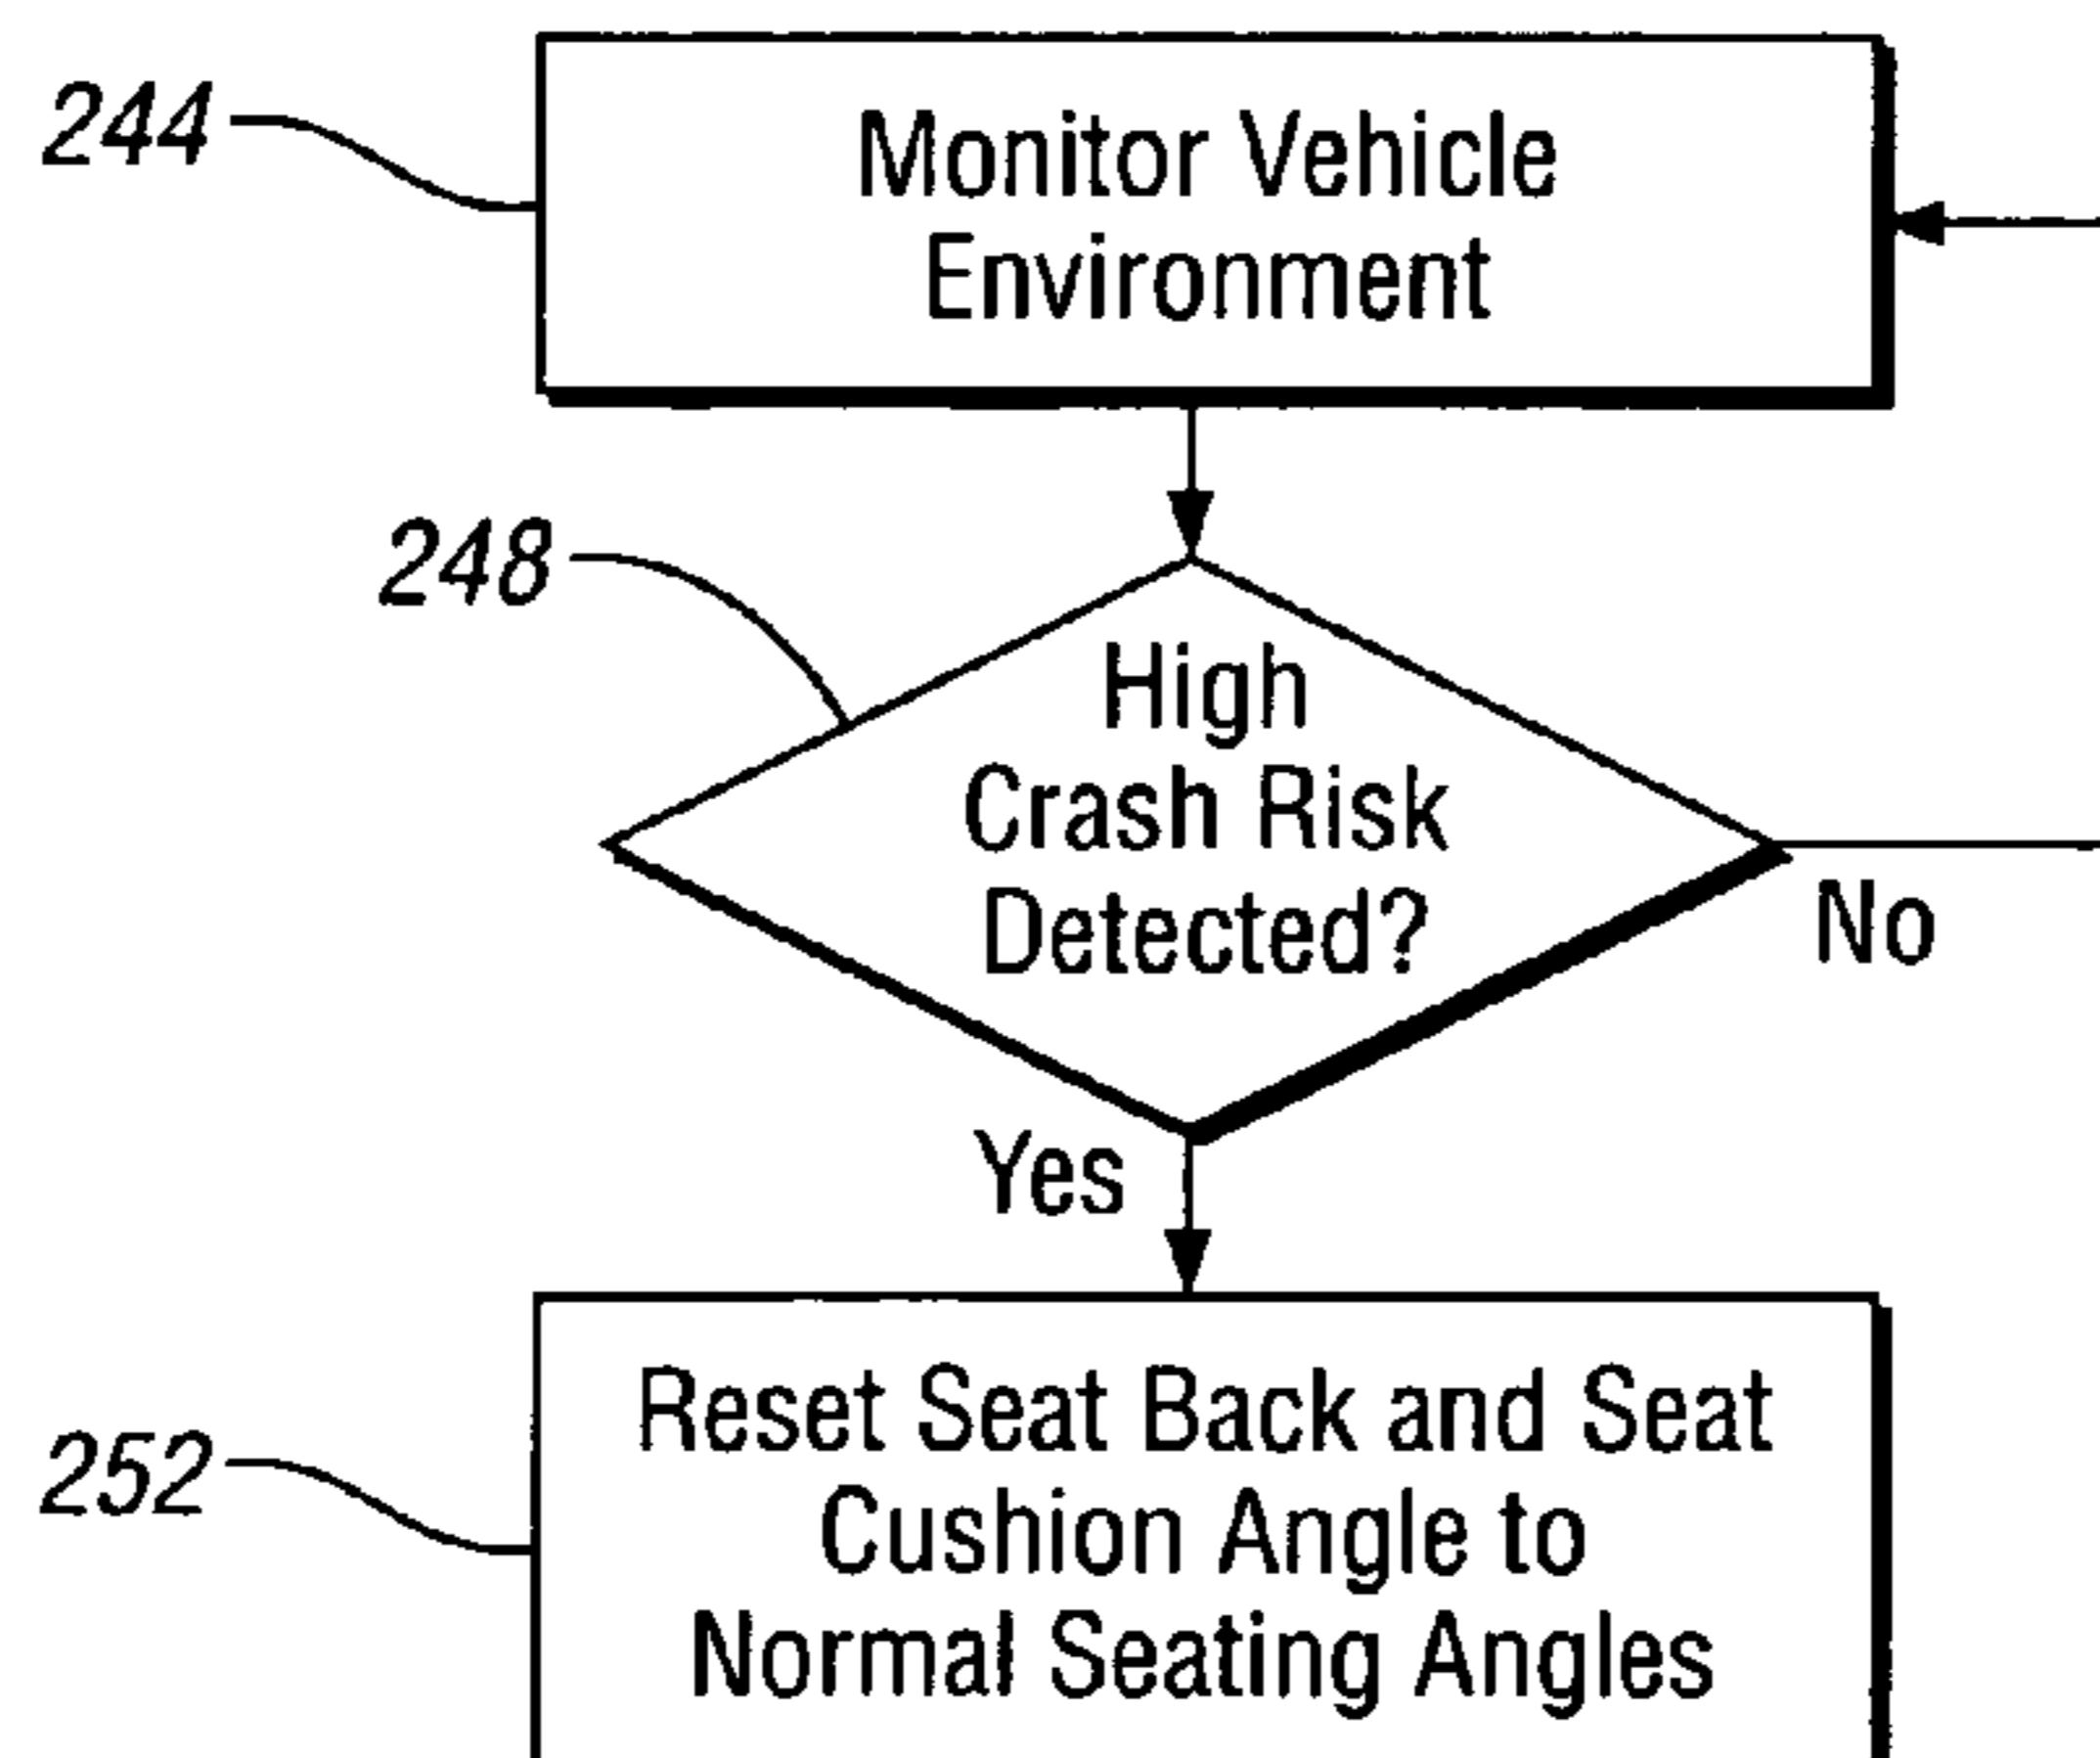 244
Monitor Vehicle
Environment
248
High
Crash Risk
Detected?
No
Yes
252
Reset Seat Back and Seat
Cushion Angle to
Normal Seating Angles